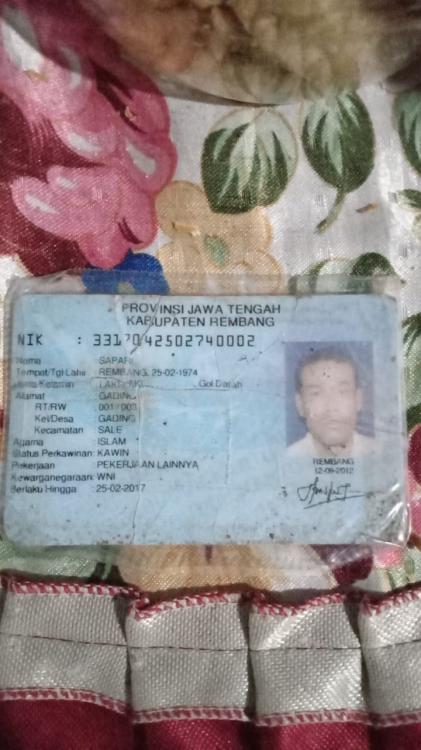 PROVINSI JAWA TENGAH
KABUPATEN REMBANG
NIK : 3317042502740002
Nama : SAPARI
Tempat/Tgl Lahir : REMBANG, 25-02-1974
Jenis Kelamin : LAKI-LAKI Gol Darah
Alamat : GADING
RT/RW : 001/003
Kel/Desa : GADING
Kecamatan : SALE
Agama : ISLAM
Status Perkawinan: KAWIN
Pekerjaan : PEKERJAAN LAINNYA
Kewarganegaraan: WNI
Berlaku Hingga : 25-02-2017
REMBANG
12-09-2012